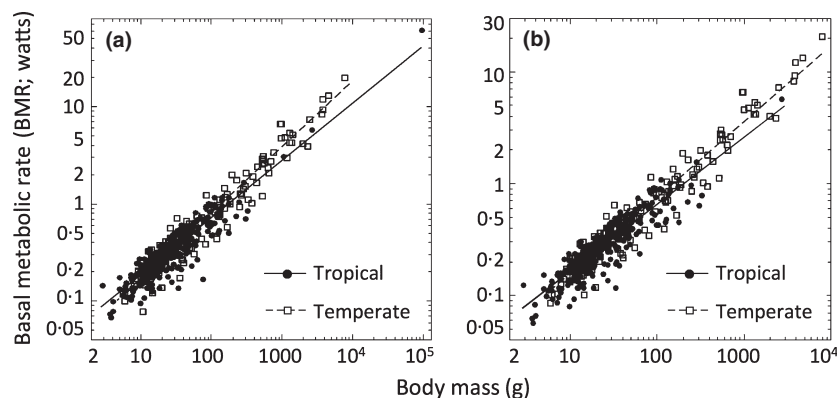 Basal metabolic rate (BMR; watts)
(a)
50
20
10
5
2
1
0·5
0·2
0·1
0·05
Tropical
Temperate
2 10 100 1000 10⁴ 10⁵
(b)
30
10
5
2
1
0·5
0·2
0·1
0·05
Tropical
Temperate
2 10 100 1000 10⁴
Body mass (g)